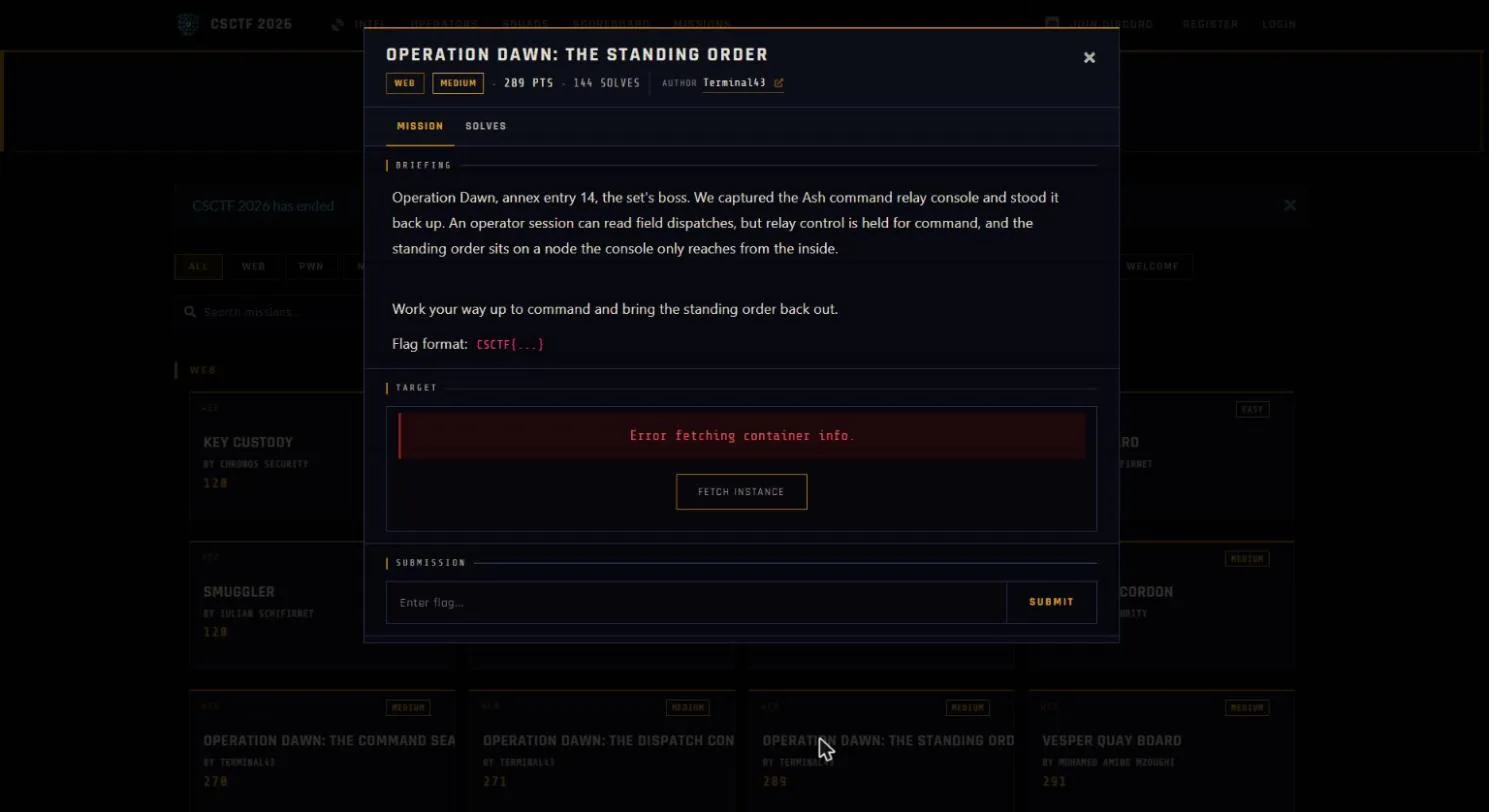 CSCTF 2026
INTEL OPERATORS SQUADS SCOREBOARD MISSIONS
JOIN DISCORD REGISTER LOGIN
OPERATION DAWN: THE STANDING ORDER
WEB MEDIUM · 289 PTS · 144 SOLVES AUTHOR Terminal43
MISSION SOLVES
BRIEFING
Operation Dawn, annex entry 14, the set's boss. We captured the Ash command relay console and stood it
back up. An operator session can read field dispatches, but relay control is held for command, and the
standing order sits on a node the console only reaches from the inside.
Work your way up to command and bring the standing order back out.
Flag format: CSCTF{...}
TARGET
Error fetching container info.
FETCH INSTANCE
SUBMISSION
Enter flag...
SUBMIT
CSCTF 2026 has ended
ALL WEB PWN
WELCOME
Search missions...
WEB
KEY CUSTODY
BY CHRONOS SECURITY
120
EASY
WEB
SMUGGLER
BY IULIAN SCHIFIRNET
120
MEDIUM
CORDON
WEB
MEDIUM
OPERATION DAWN: THE COMMAND SEA
BY TERMINAL43
270
WEB
MEDIUM
OPERATION DAWN: THE DISPATCH CON
BY TERMINAL43
271
WEB
MEDIUM
OPERATION DAWN: THE STANDING ORD
BY TERMINAL43
289
WEB
MEDIUM
VESPER QUAY BOARD
BY MOHAMED AMINE MZOUGHI
291